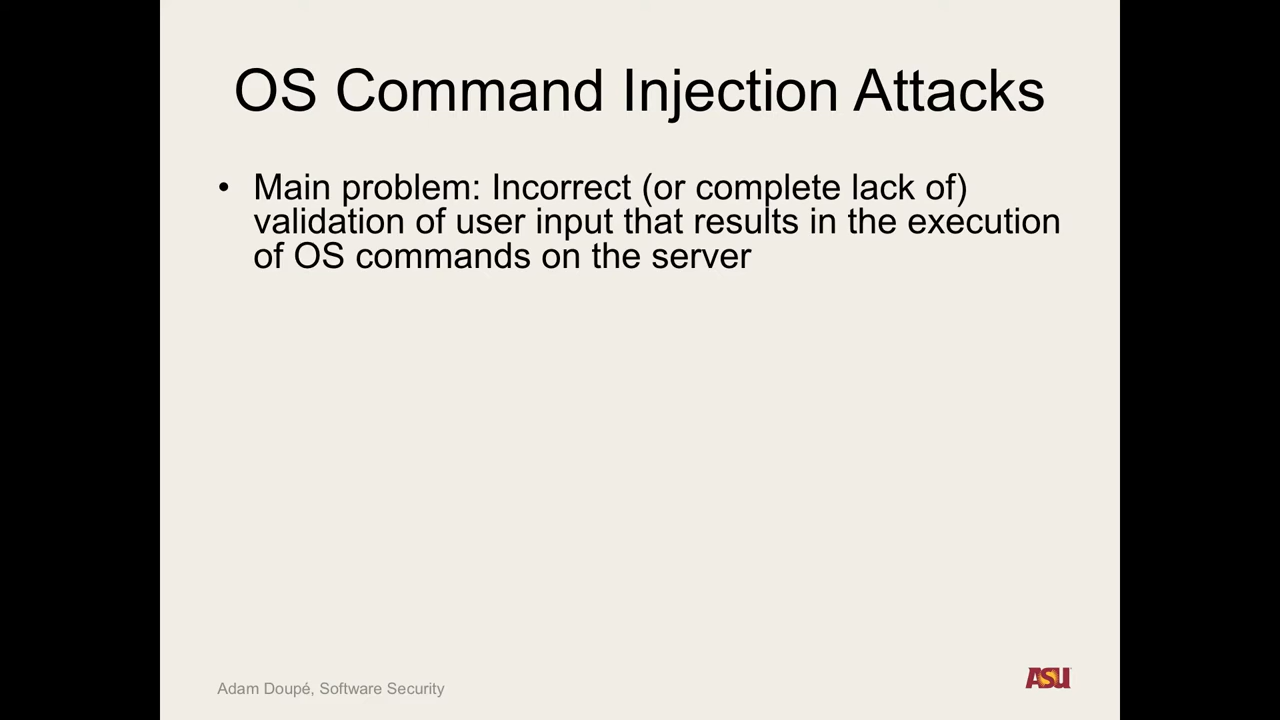 OS Command Injection Attacks
• Main problem: Incorrect (or complete lack of)
validation of user input that results in the execution
of OS commands on the server
Adam Doupé, Software Security
ASU